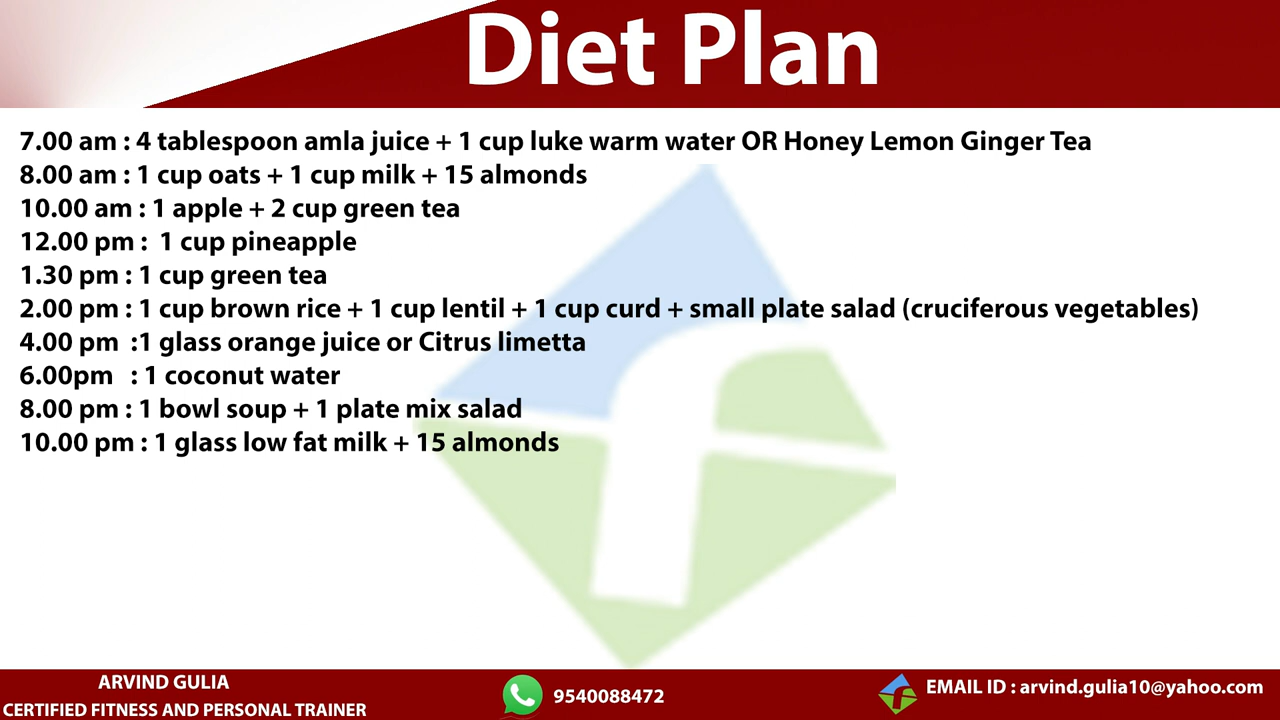 Diet Plan
7.00 am : 4 tablespoon amla juice + 1 cup luke warm water OR Honey Lemon Ginger Tea
8.00 am : 1 cup oats + 1 cup milk + 15 almonds
10.00 am : 1 apple + 2 cup green tea
12.00 pm :  1 cup pineapple
1.30 pm : 1 cup green tea
2.00 pm : 1 cup brown rice + 1 cup lentil + 1 cup curd + small plate salad (cruciferous vegetables)
4.00 pm  :1 glass orange juice or Citrus limetta
6.00pm   : 1 coconut water
8.00 pm : 1 bowl soup + 1 plate mix salad
10.00 pm : 1 glass low fat milk + 15 almonds
ARVIND GULIA
CERTIFIED FITNESS AND PERSONAL TRAINER
9540088472
EMAIL ID : arvind.gulia10@yahoo.com